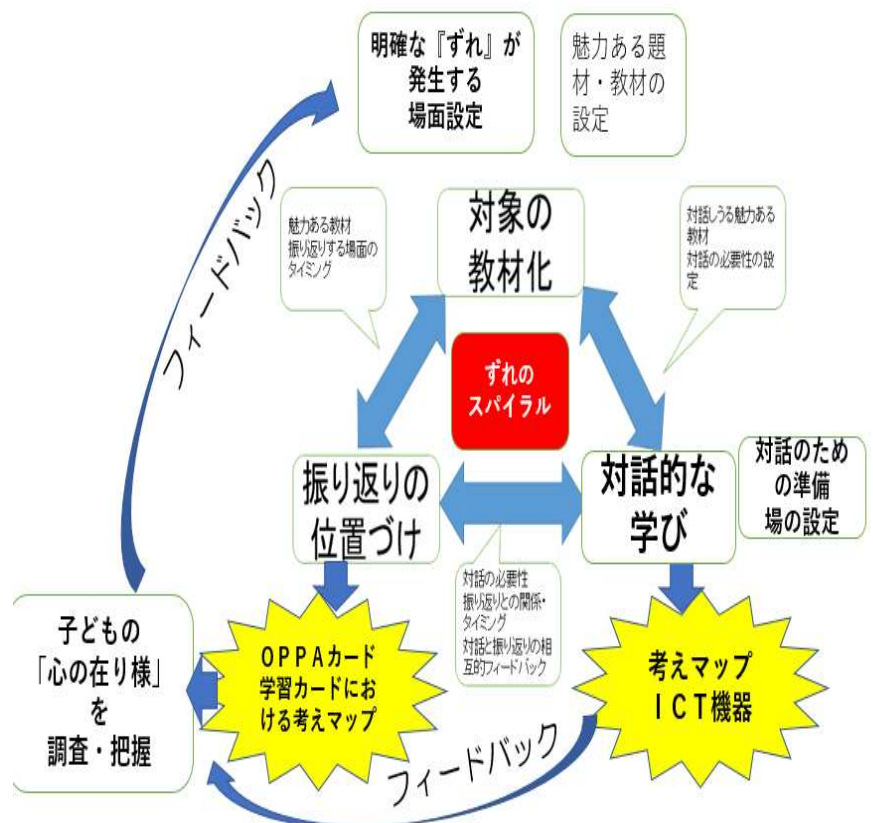 明確な『ずれ』が
発生する
場面設定
魅力ある題
材・教材の
設定
フィードバック
魅力ある教材
振り返りする場面の
タイミング
対象の
教材化
対話しうる魅力ある
教材
対話の必要性の設
定
ずれの
スパイラル
振り返りの
位置づけ
対話的な
学び
対話のため
の準備
場の設定
対話の必要性
振り返りとの関係・
タイミング
対話と振り返りの相
互的フィードバック
子どもの
「心の在り様」
を
調査・把握
ОＰＰＡカード
学習カードにお
ける考えマップ
考えマップ
ＩＣＴ機器
フィードバック